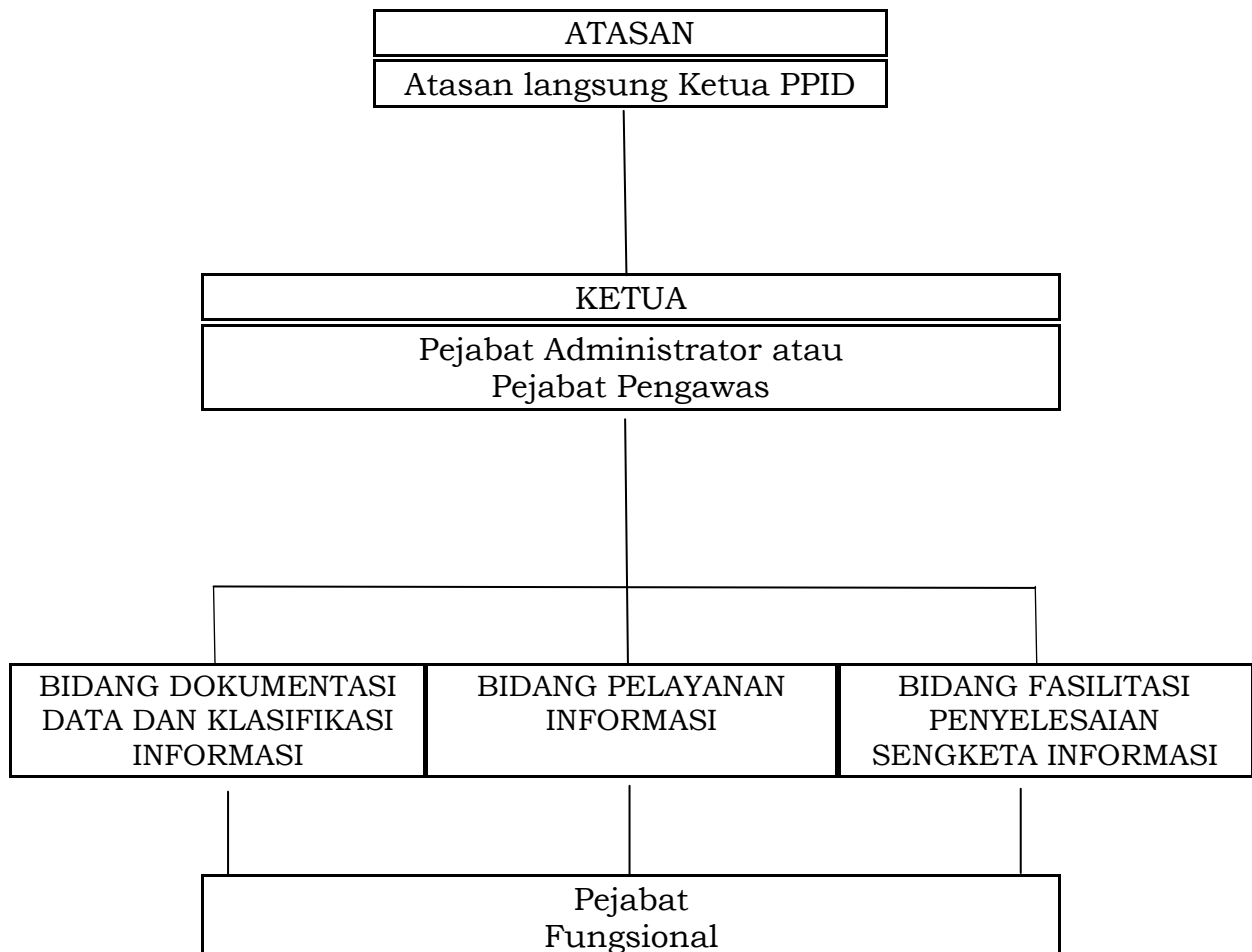 ATASAN
Atasan langsung Ketua PPID
KETUA
Pejabat Administrator atau
Pejabat Pengawas
BIDANG DOKUMENTASI
DATA DAN KLASIFIKASI
INFORMASI
BIDANG PELAYANAN
INFORMASI
BIDANG FASILITASI
PENYELESAIAN
SENGKETA INFORMASI
Pejabat
Fungsional